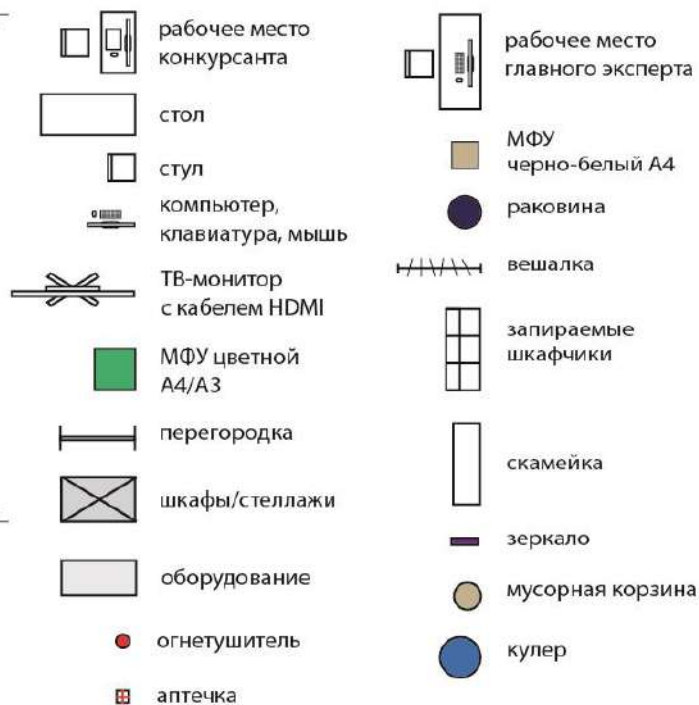 рабочее место
конкурсанта
стол
стул
компьютер,
клавиатура, мышь
ТВ-монитор
с кабелем HDMI
МФУ цветной
А4/А3
перегородка
шкафы/стеллажи
оборудование
огнетушитель
аптечка
рабочее место
главного эксперта
МФУ
черно-белый А4
раковина
вешалка
запираемые
шкафчики
скамейка
зеркало
мусорная корзина
кулер